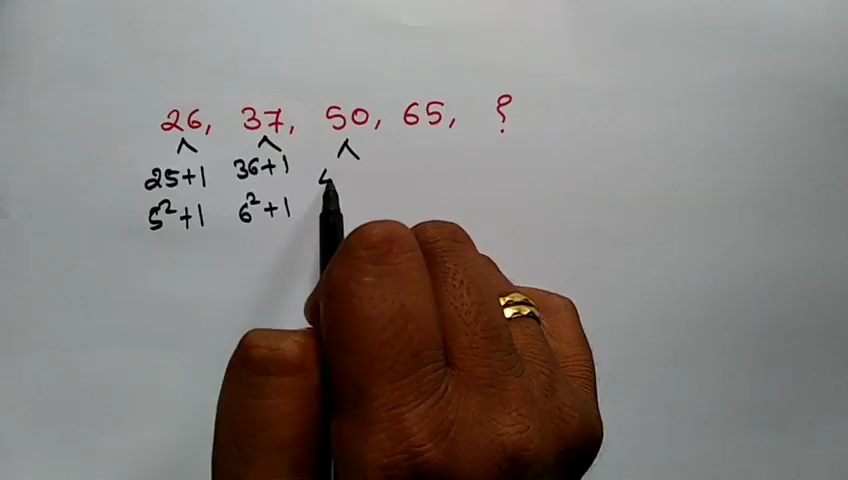 26, 37, 50, 65, ?
25+1 36+1
5²+1 6²+1